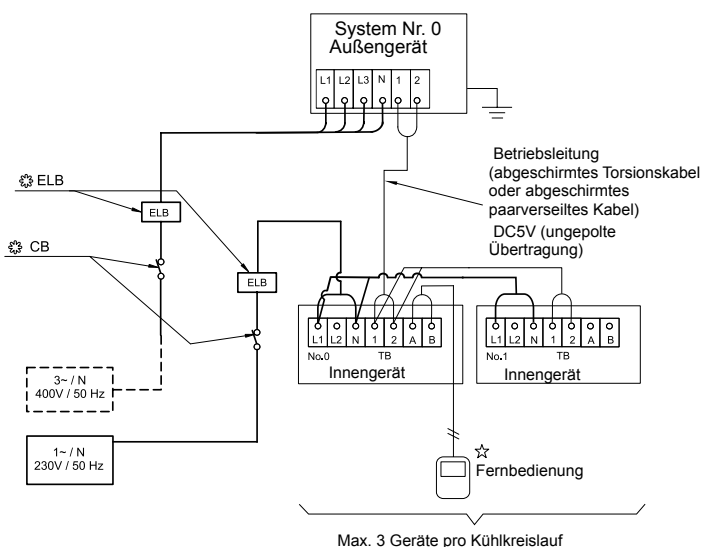 System Nr. 0
Außengerät
L1 L2 L3 N 1 2
Betriebsleitung
(abgeschirmtes Torsionskabel
oder abgeschirmtes
paarverseiltes Kabel)
DC5V (ungepolte
Übertragung)
ELB
ELB
CB
ELB
L1 L2 N 1 2 A B
No.0 TB
Innengerät
L1 L2 N 1 2 A B
No.1 TB
Innengerät
3~ / N
400V / 50 Hz
1~ / N
230V / 50 Hz
Fernbedienung
Max. 3 Geräte pro Kühlkreislauf